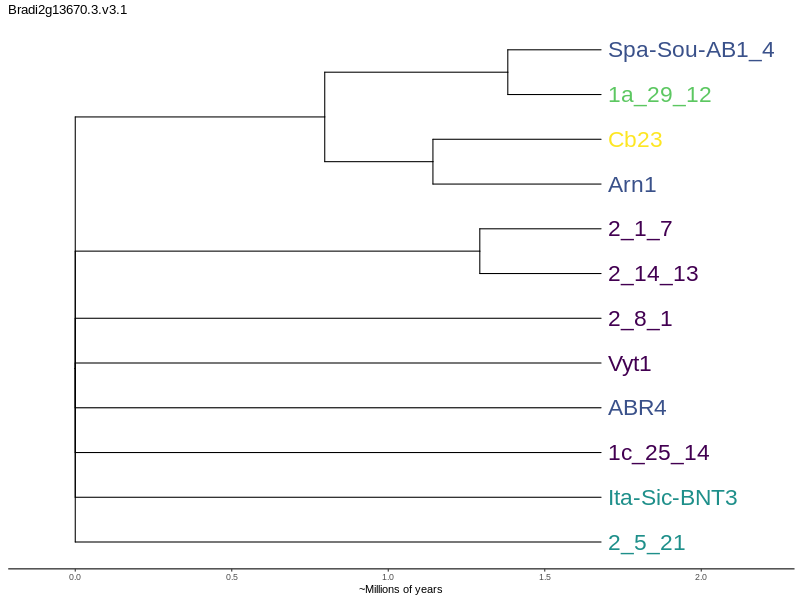 Bradi2g13670.3.v3.1
Spa-Sou-AB1_4
1a_29_12
Cb23
Arn1
2_1_7
2_14_13
2_8_1
Vyt1
ABR4
1c_25_14
Ita-Sic-BNT3
2_5_21
0.0 0.5 1.0 1.5 2.0
~Millions of years